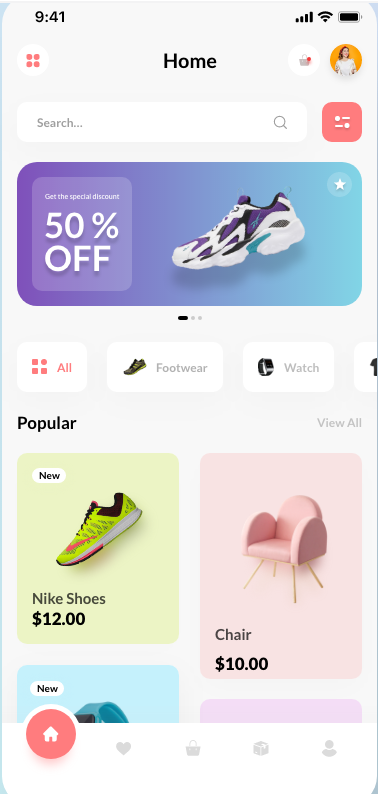 9:41
Home
Search...
Get the special discount
50 %
OFF
All
Footwear
Watch
Popular
View All
New
Nike Shoes
$12.00
Chair
$10.00
New